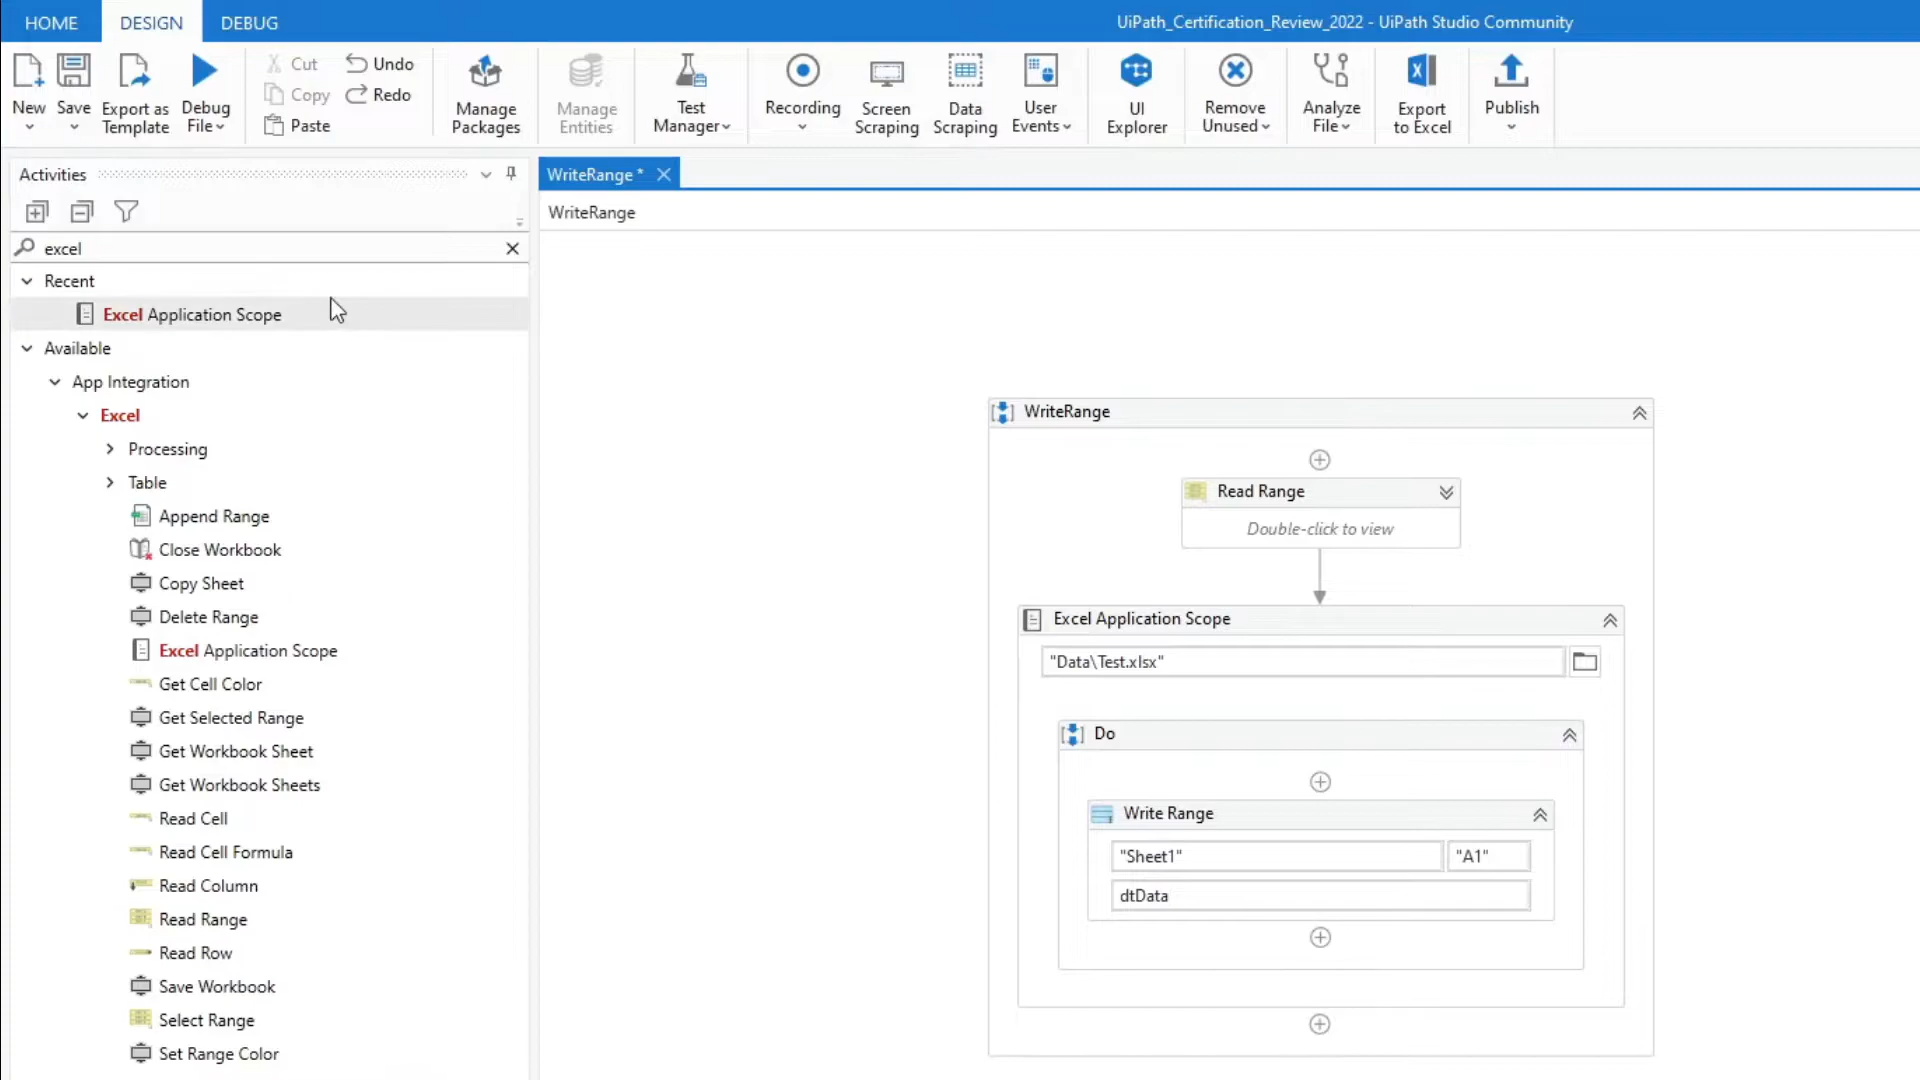 HOME DESIGN DEBUG UiPath_Certification_Review_2022 - UiPath Studio Community
New Save Export as Template Debug File Cut Copy Paste Undo Redo Manage Packages Manage Entities Test Manager Recording Screen Scraping Data Scraping User Events UI Explorer Remove Unused Analyze File Export to Excel Publish
Activities
excel
Recent
Excel Application Scope
Available
App Integration
Excel
Processing
Table
Append Range
Close Workbook
Copy Sheet
Delete Range
Excel Application Scope
Get Cell Color
Get Selected Range
Get Workbook Sheet
Get Workbook Sheets
Read Cell
Read Cell Formula
Read Column
Read Range
Read Row
Save Workbook
Select Range
Set Range Color
WriteRange *
WriteRange
WriteRange
Read Range
Double-click to view
Excel Application Scope
"Data\Test.xlsx"
Do
Write Range
"Sheet1" "A1"
dtData